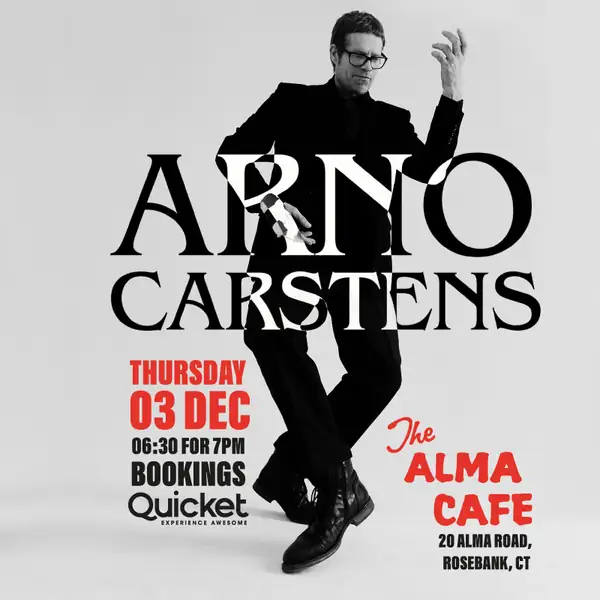 ARNO
CARSTENS
THURSDAY
03 DEC
06:30 FOR 7PM
BOOKINGS
Quicket
EXPERIENCE AWESOME
The
ALMA
CAFE
20 ALMA ROAD,
ROSEBANK, CT